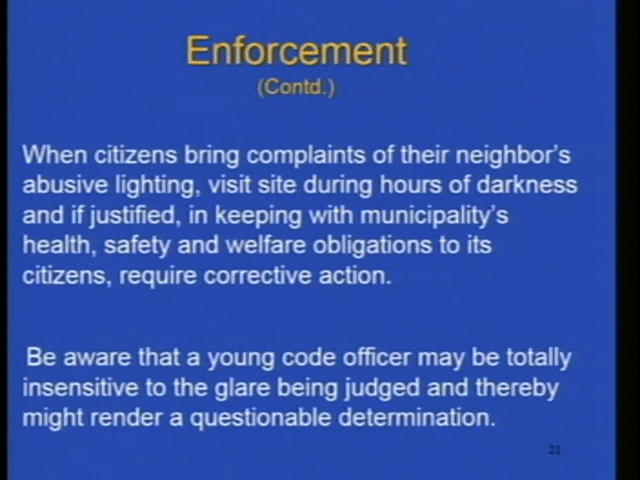 Enforcement
(Contd.)
When citizens bring complaints of their neighbor's
abusive lighting, visit site during hours of darkness
and if justified, in keeping with municipality's
health, safety and welfare obligations to its
citizens, require corrective action.
Be aware that a young code officer may be totally
insensitive to the glare being judged and thereby
might render a questionable determination.
21